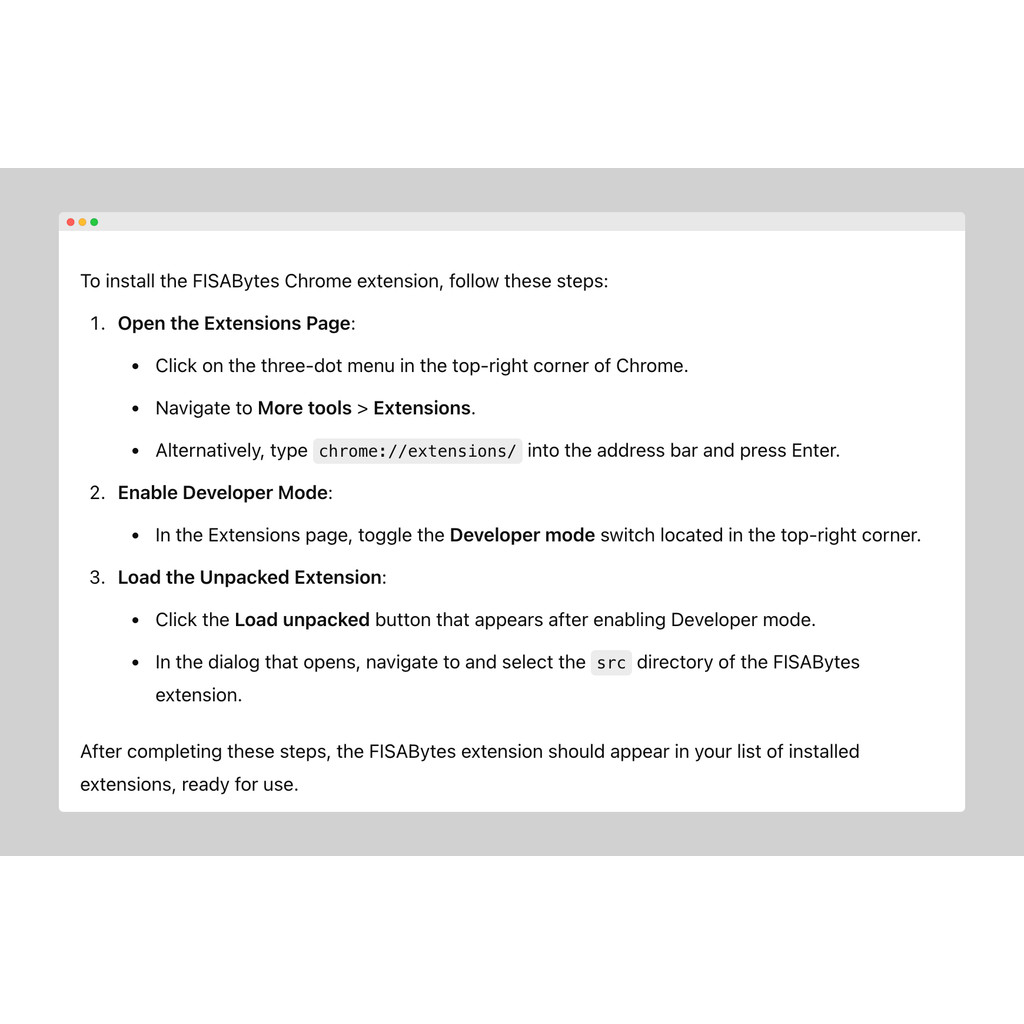 To install the FISABytes Chrome extension, follow these steps:
1. Open the Extensions Page:
• Click on the three-dot menu in the top-right corner of Chrome.
• Navigate to More tools > Extensions.
• Alternatively, type chrome://extensions/ into the address bar and press Enter.
2. Enable Developer Mode:
• In the Extensions page, toggle the Developer mode switch located in the top-right corner.
3. Load the Unpacked Extension:
• Click the Load unpacked button that appears after enabling Developer mode.
• In the dialog that opens, navigate to and select the src directory of the FISABytes
extension.
After completing these steps, the FISABytes extension should appear in your list of installed
extensions, ready for use.